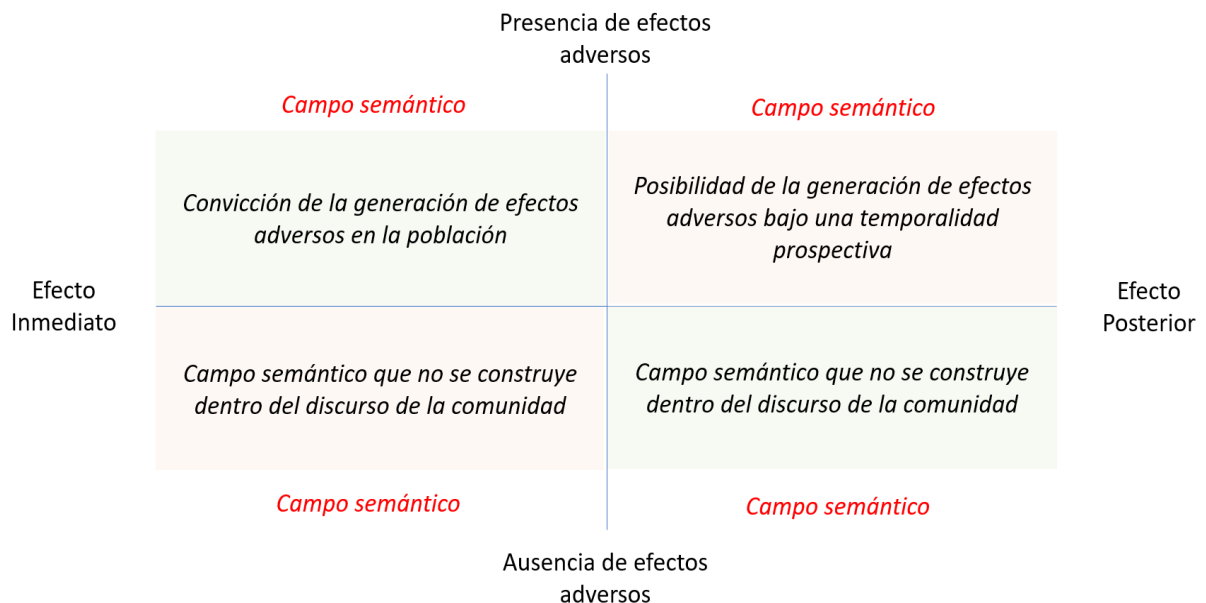 Presencia de efectos
adversos
Campo semántico
Campo semántico
Convicción de la generación de efectos
adversos en la población
Posibilidad de la generación de efectos
adversos bajo una temporalidad
prospectiva
Efecto
Inmediato
Efecto
Posterior
Campo semántico que no se construye
dentro del discurso de la comunidad
Campo semántico que no se construye
dentro del discurso de la comunidad
Campo semántico
Campo semántico
Ausencia de efectos
adversos